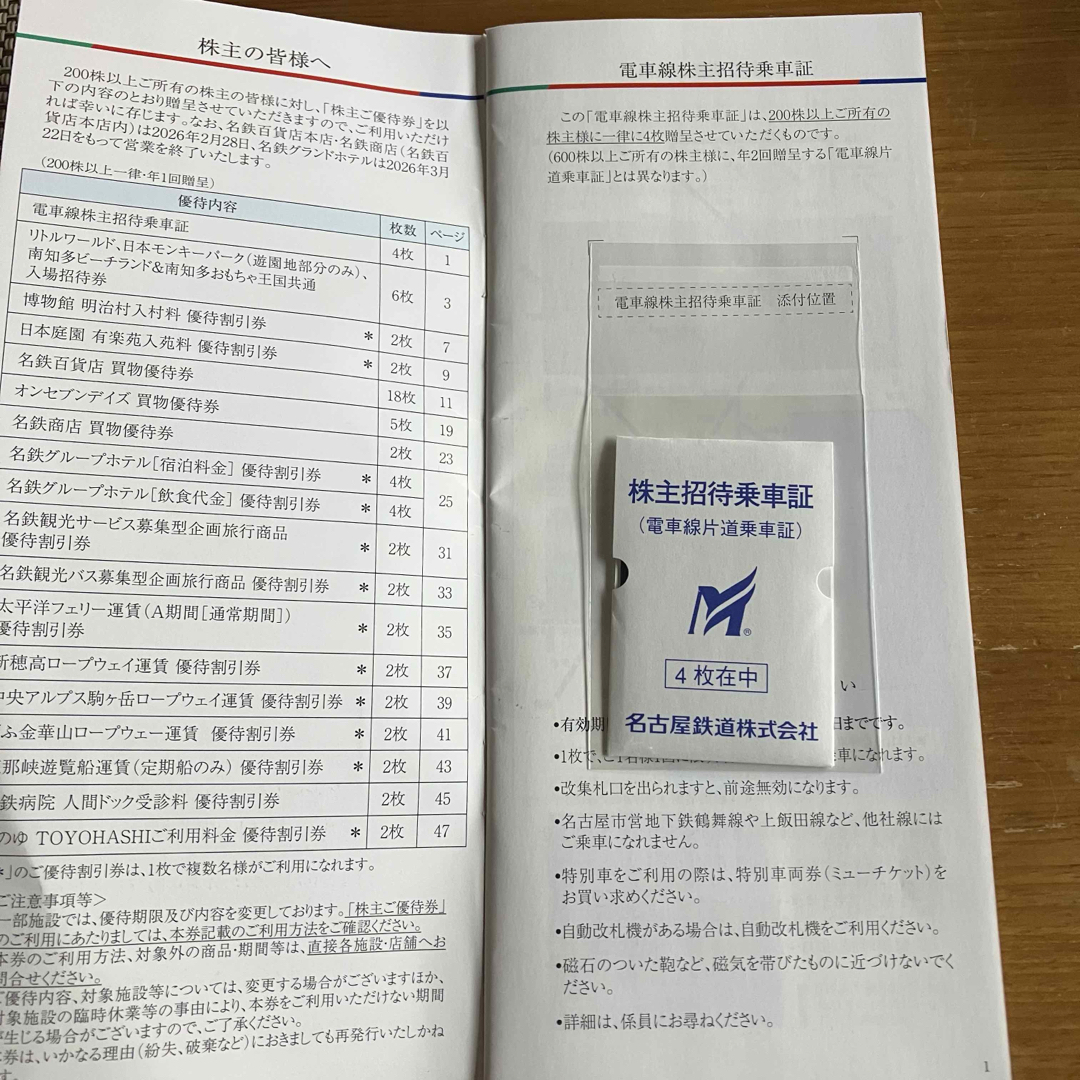 株主の皆様へ
200株以上ご所有の株主の皆様に対し、「株主ご優待券」を以
下の内容のとおり贈呈させていただきますので、ご利用いただけ
れば幸いに存じます。なお、名鉄百貨店本店・名鉄商店（名鉄百
貨店本店内）は2026年2月28日、名鉄グランドホテルは2026年3月
22日をもって営業を終了いたします。
（200株以上一律・年1回贈呈）
優待内容 枚数 ページ
電車線株主招待乗車証 4枚 1
リトルワールド、日本モンキーパーク（遊園地部分のみ）、
南知多ビーチランド＆南知多おもちゃ王国共通
入場招待券 6枚 3
博物館 明治村入村料 優待割引券 ＊ 2枚 7
日本庭園 有楽苑入苑料 優待割引券 ＊ 2枚 9
名鉄百貨店 買物優待券 18枚 11
オンセブンデイズ 買物優待券 5枚 19
名鉄商店 買物優待券 2枚 23
名鉄グループホテル［宿泊料金］ 優待割引券 ＊ 4枚 25
名鉄グループホテル［飲食代金］ 優待割引券 ＊ 4枚
名鉄観光サービス募集型企画旅行商品
優待割引券 ＊ 2枚 31
名鉄観光バス募集型企画旅行商品 優待割引券 ＊ 2枚 33
太平洋フェリー運賃（A期間［通常期間］）
優待割引券 ＊ 2枚 35
新穂高ロープウェイ運賃 優待割引券 ＊ 2枚 37
中央アルプス駒ヶ岳ロープウェイ運賃 優待割引券 ＊ 2枚 39
ふ金華山ロープウェー運賃 優待割引券 ＊ 2枚 41
那峡遊覧船運賃（定期船のみ） 優待割引券 ＊ 2枚 43
鉄病院 人間ドック受診料 優待割引券 2枚 45
のゆ TOYOHASHIご利用料金 優待割引券 ＊ 2枚 47
＊」のご優待割引券は、1枚で複数名様がご利用になれます。
ご注意事項等＞
一部施設では、優待期限及び内容を変更しております。「株主ご優待券」
のご利用にあたりましては、本券記載のご利用方法をご確認ください。
本券のご利用方法、対象外の商品・期間等は、直接各施設・店舗へお
問合せください。
ご優待内容、対象施設等については、変更する場合がございますほか、
対象施設の臨時休業等の事由により、本券をご利用いただけない期間
が生じる場合がございますので、ご了承ください。
本券は、いかなる理由（紛失、破棄など）におきましても再発行いたしかね
す。
電車線株主招待乗車証
この「電車線株主招待乗車証」は、200株以上ご所有の
株主様に一律に4枚贈呈させていただくものです。
（600株以上ご所有の株主様に、年2回贈呈する「電車線片
道乗車証」とは異なります。）
電車線株主招待乗車証 添付位置
株主招待乗車証
（電車線片道乗車証）
M®
4枚在中
名古屋鉄道株式会社
い
•有効期 日までです。
•1枚で、ご1名様1回に 乗車になれます。
•改集札口を出られますと、前途無効になります。
•名古屋市営地下鉄鶴舞線や上飯田線など、他社線には
ご乗車になれません。
•特別車をご利用の際は、特別車両券（ミューチケット）を
お買い求めください。
•自動改札機がある場合は、自動改札機をご利用ください。
•磁石のついた鞄など、磁気を帯びたものに近づけないでく
ださい。
•詳細は、係員にお尋ねください。
1